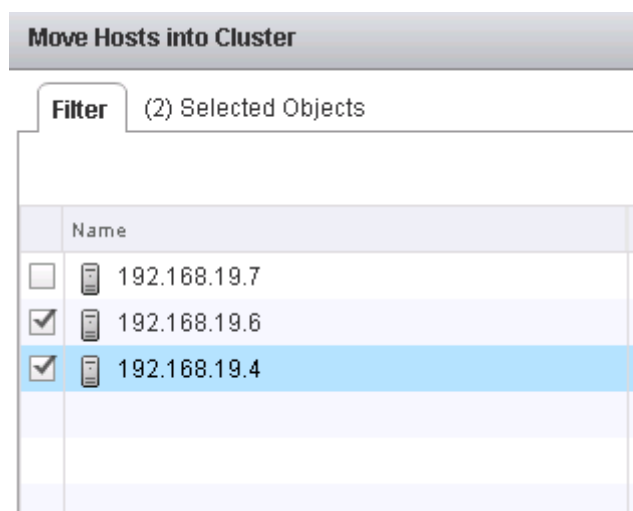 Move Hosts into Cluster
Filter (2) Selected Objects
Name
192.168.19.7
192.168.19.6
192.168.19.4